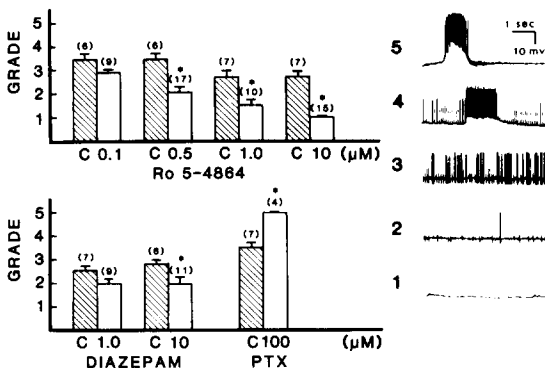 GRADE
5
4
3
2
1
(6) (9) (6) * (17) (7) * (10) (7) * (15)
C 0.1 C 0.5 C 1.0 C 10 (μM)
Ro 5-4864
GRADE
5
4
3
2
1
(7) (9) (6) * (11) (7) * (4)
C 1.0 C 10 C100 (μM)
DIAZEPAM PTX
5
1 sec
10 mv
4
3
2
1